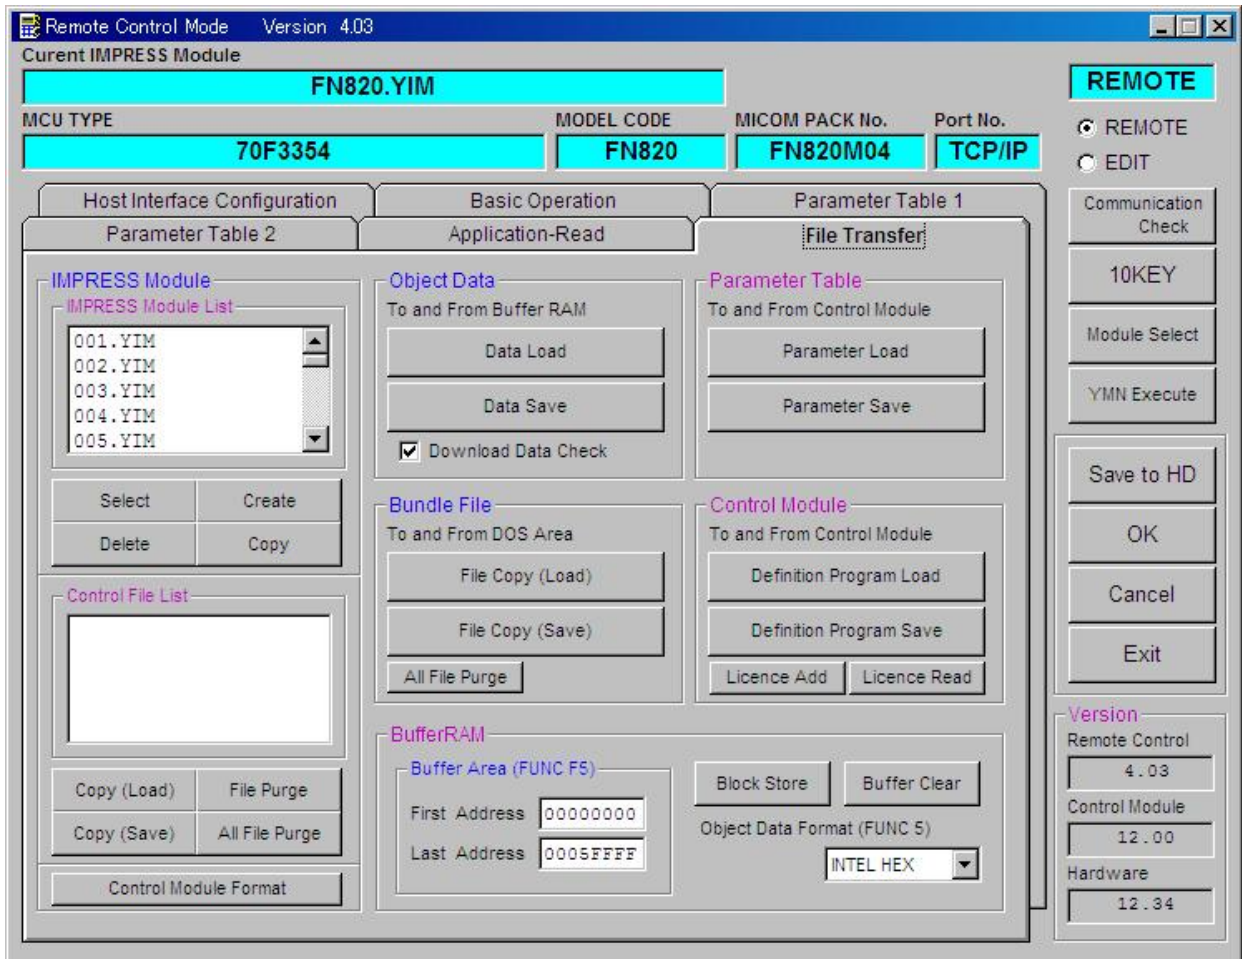 Remote Control Mode Version 4.03
Curent IMPRESS Module
FN820.YIM
REMOTE
MCU TYPE MODEL CODE MICOM PACK No. Port No.
70F3354 FN820 FN820M04 TCP/IP
REMOTE
EDIT
Host Interface Configuration Basic Operation Parameter Table 1
Parameter Table 2 Application-Read File Transfer
IMPRESS Module
IMPRESS Module List
001.YIM
002.YIM
003.YIM
004.YIM
005.YIM
Select Create
Delete Copy
Control File List
Copy (Load) File Purge
Copy (Save) All File Purge
Control Module Format
Object Data
To and From Buffer RAM
Data Load
Data Save
Download Data Check
Parameter Table
To and From Control Module
Parameter Load
Parameter Save
Bundle File
To and From DOS Area
File Copy (Load)
File Copy (Save)
All File Purge
Control Module
To and From Control Module
Definition Program Load
Definition Program Save
Licence Add Licence Read
BufferRAM
Buffer Area (FUNC F5)
First Address 00000000
Last Address 0005FFFF
Block Store Buffer Clear
Object Data Format (FUNC 5)
INTEL HEX
Communication
Check
10KEY
Module Select
YMN Execute
Save to HD
OK
Cancel
Exit
Version
Remote Control
4.03
Control Module
12.00
Hardware
12.34